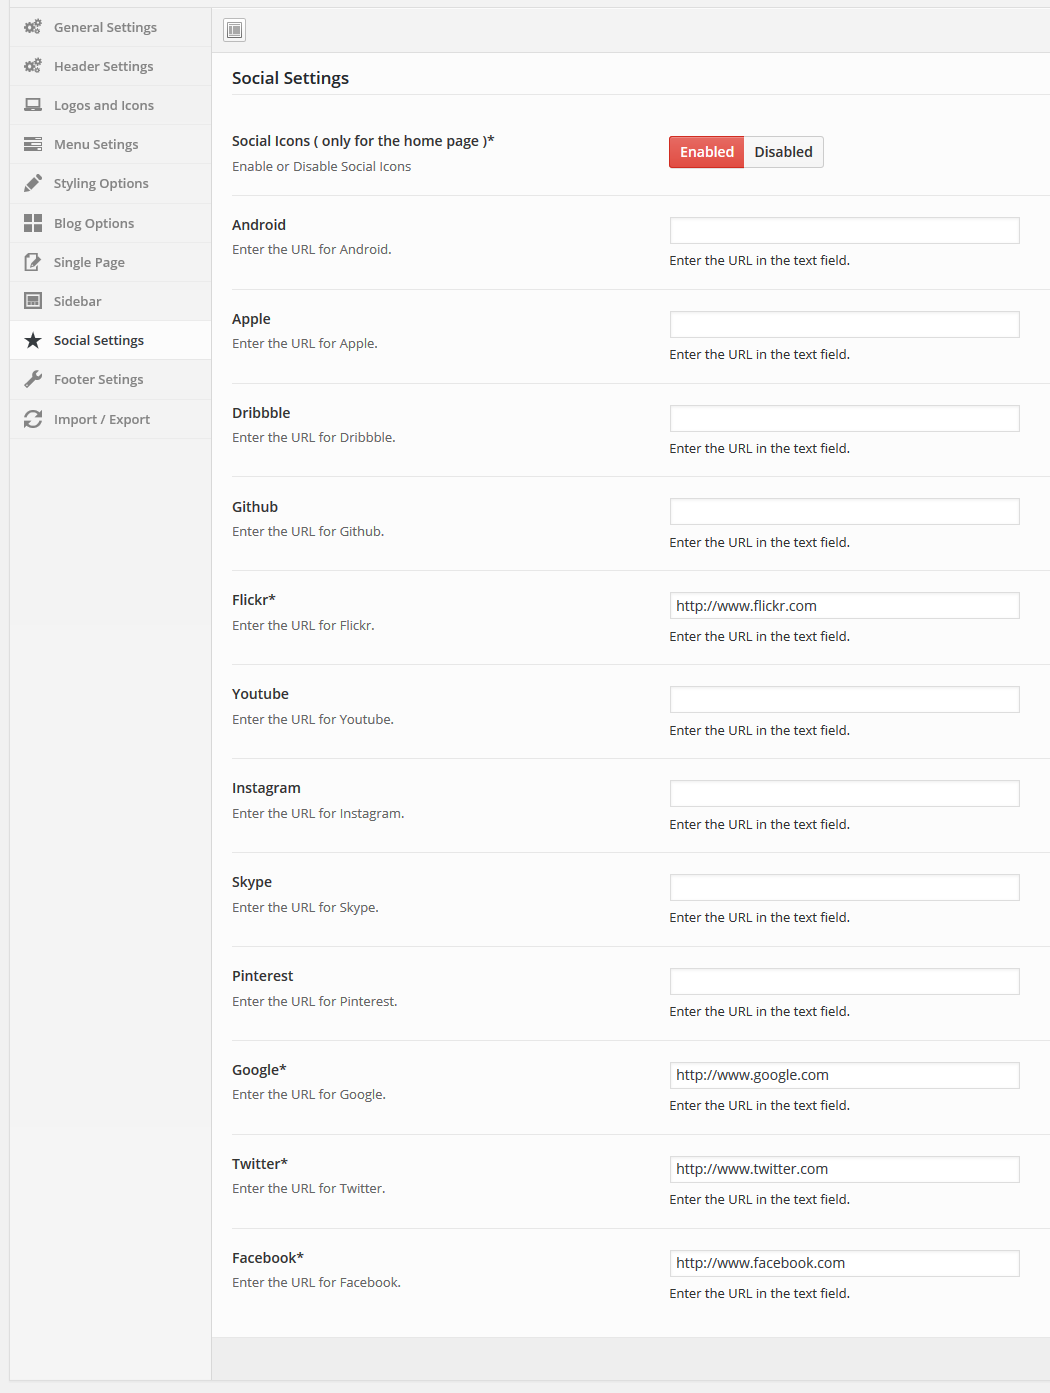 General Settings
Header Settings
Logos and Icons
Menu Setings
Styling Options
Blog Options
Single Page
Sidebar
Social Settings
Footer Setings
Import / Export
Social Settings
Social Icons ( only for the home page )*
Enable or Disable Social Icons
Enabled Disabled
Android
Enter the URL for Android.
Enter the URL in the text field.
Apple
Enter the URL for Apple.
Enter the URL in the text field.
Dribbble
Enter the URL for Dribbble.
Enter the URL in the text field.
Github
Enter the URL for Github.
Enter the URL in the text field.
Flickr*
Enter the URL for Flickr.
http://www.flickr.com
Enter the URL in the text field.
Youtube
Enter the URL for Youtube.
Enter the URL in the text field.
Instagram
Enter the URL for Instagram.
Enter the URL in the text field.
Skype
Enter the URL for Skype.
Enter the URL in the text field.
Pinterest
Enter the URL for Pinterest.
Enter the URL in the text field.
Google*
Enter the URL for Google.
http://www.google.com
Enter the URL in the text field.
Twitter*
Enter the URL for Twitter.
http://www.twitter.com
Enter the URL in the text field.
Facebook*
Enter the URL for Facebook.
http://www.facebook.com
Enter the URL in the text field.